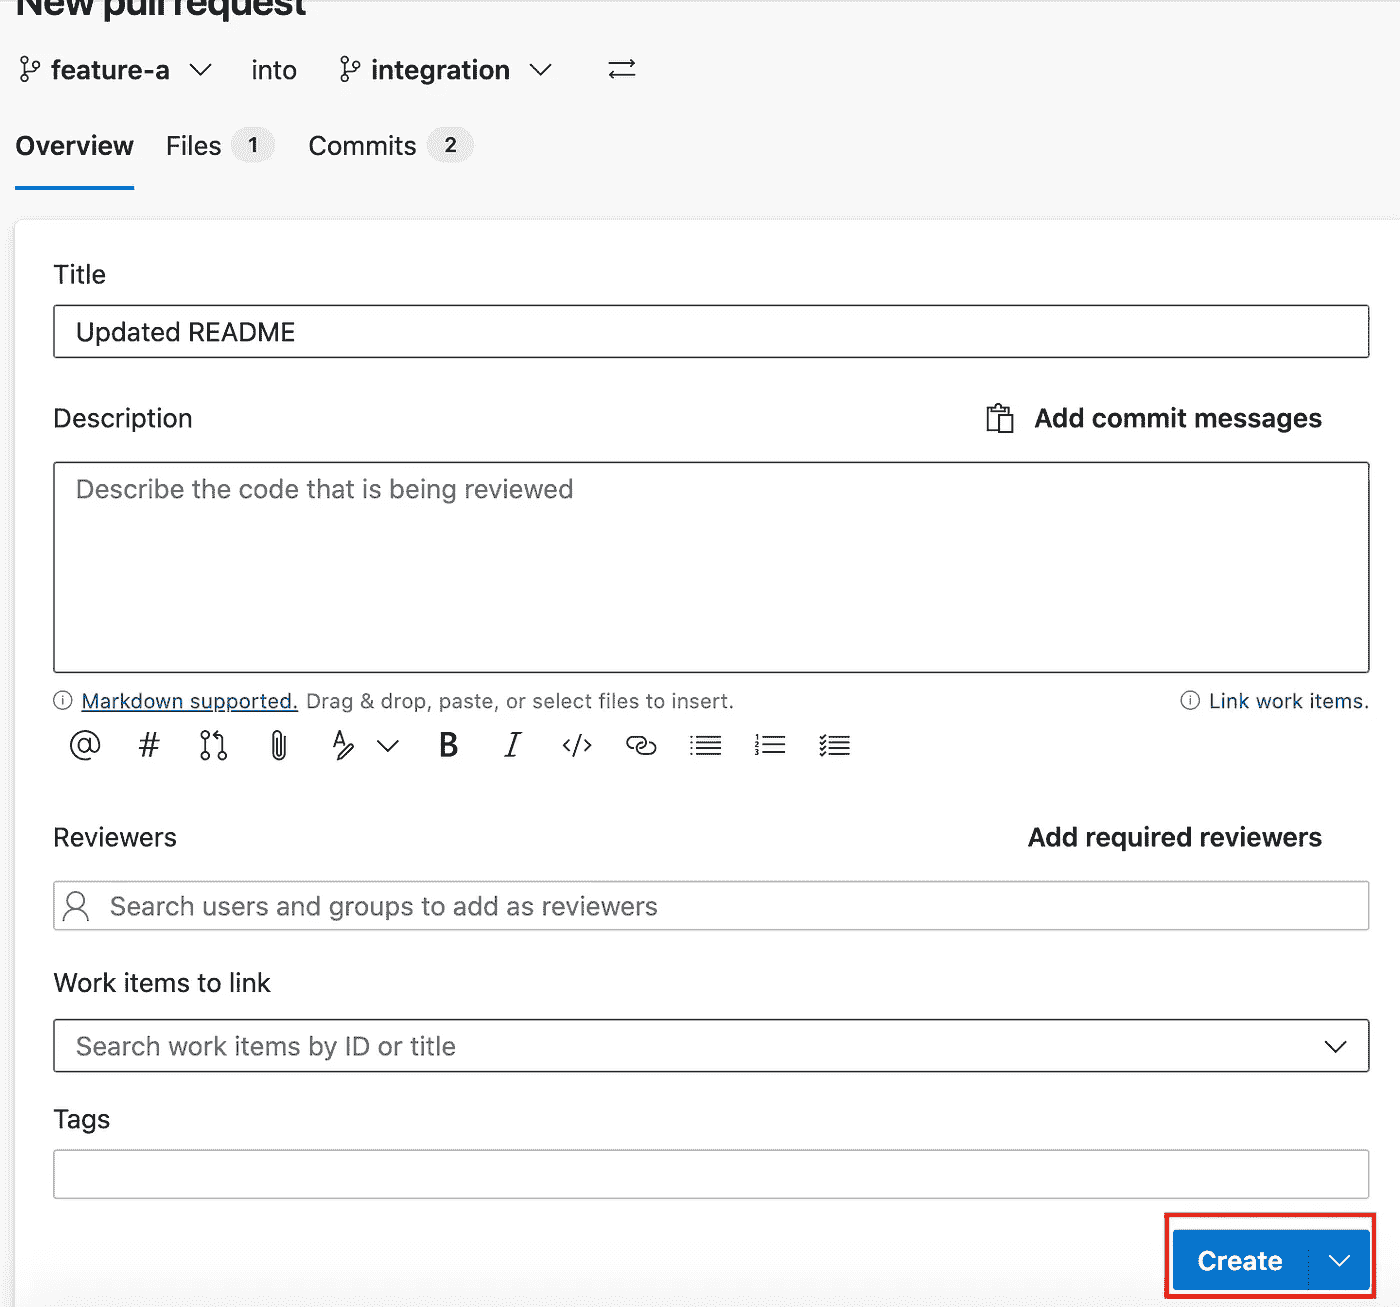 New pull request
feature-a into integration
Overview Files 1 Commits 2
Title
Updated README
Description Add commit messages
Describe the code that is being reviewed
Markdown supported. Drag & drop, paste, or select files to insert. Link work items.
@ # B I </>
Reviewers Add required reviewers
Search users and groups to add as reviewers
Work items to link
Search work items by ID or title
Tags
Create